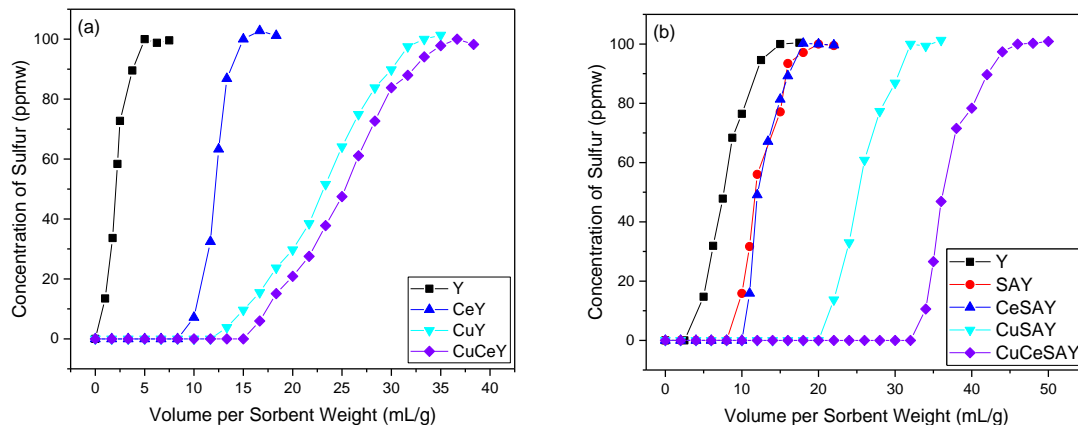 (a)
Concentration of Sulfur (ppmw)
100
80
60
40
20
0
0 5 10 15 20 25 30 35 40
Volume per Sorbent Weight (mL/g)
Y
CeY
CuY
CuCeY
(b)
Concentration of Sulfur (ppmw)
100
80
60
40
20
0
0 10 20 30 40 50
Volume per Sorbent Weight (mL/g)
Y
SAY
CeSAY
CuSAY
CuCeSAY